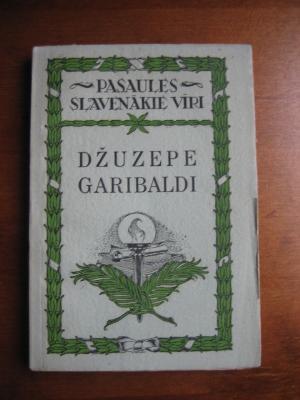 PASAULES
SLAVENĀKIE VĪRI
DŽUZEPE
GARIBALDI